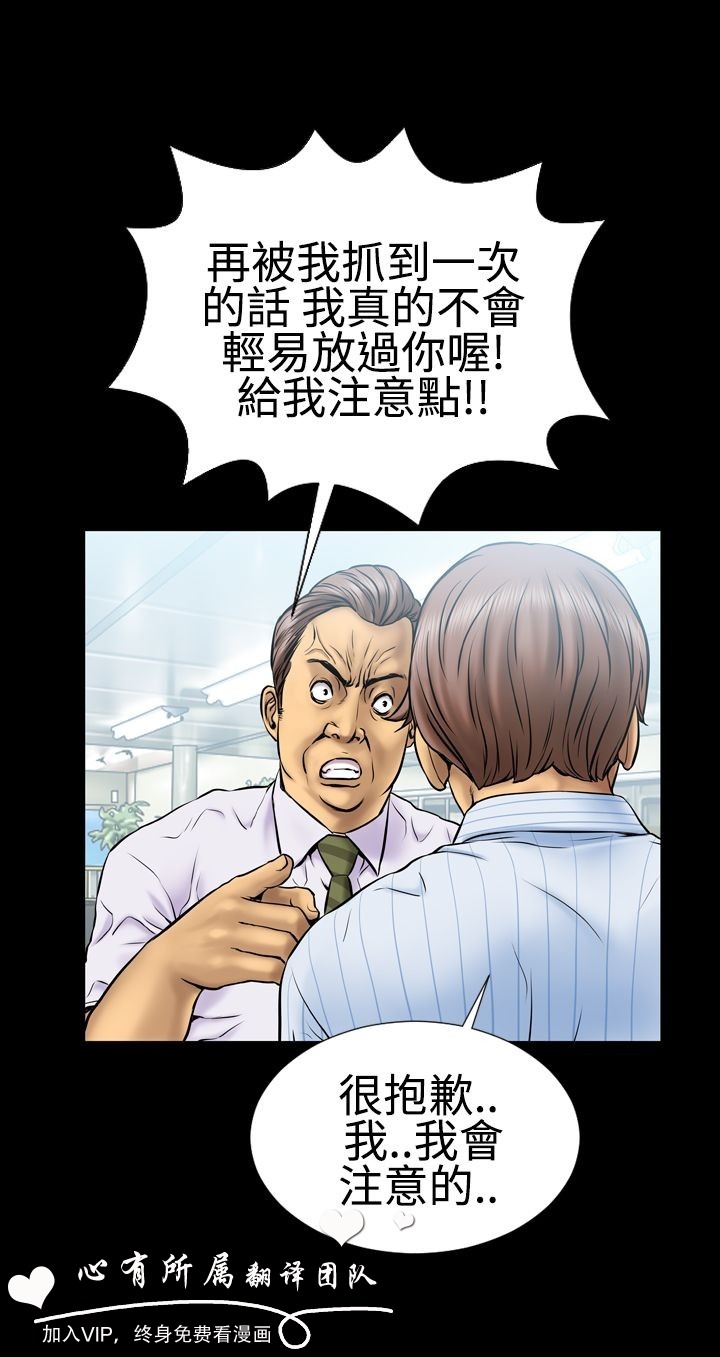 再被我抓到一次
的話 我真的不會
輕易放過你喔!
給我注意點!!
很抱歉..
我..我會
注意的..
心有所属翻译团队
加入VIP，终身免费看漫画